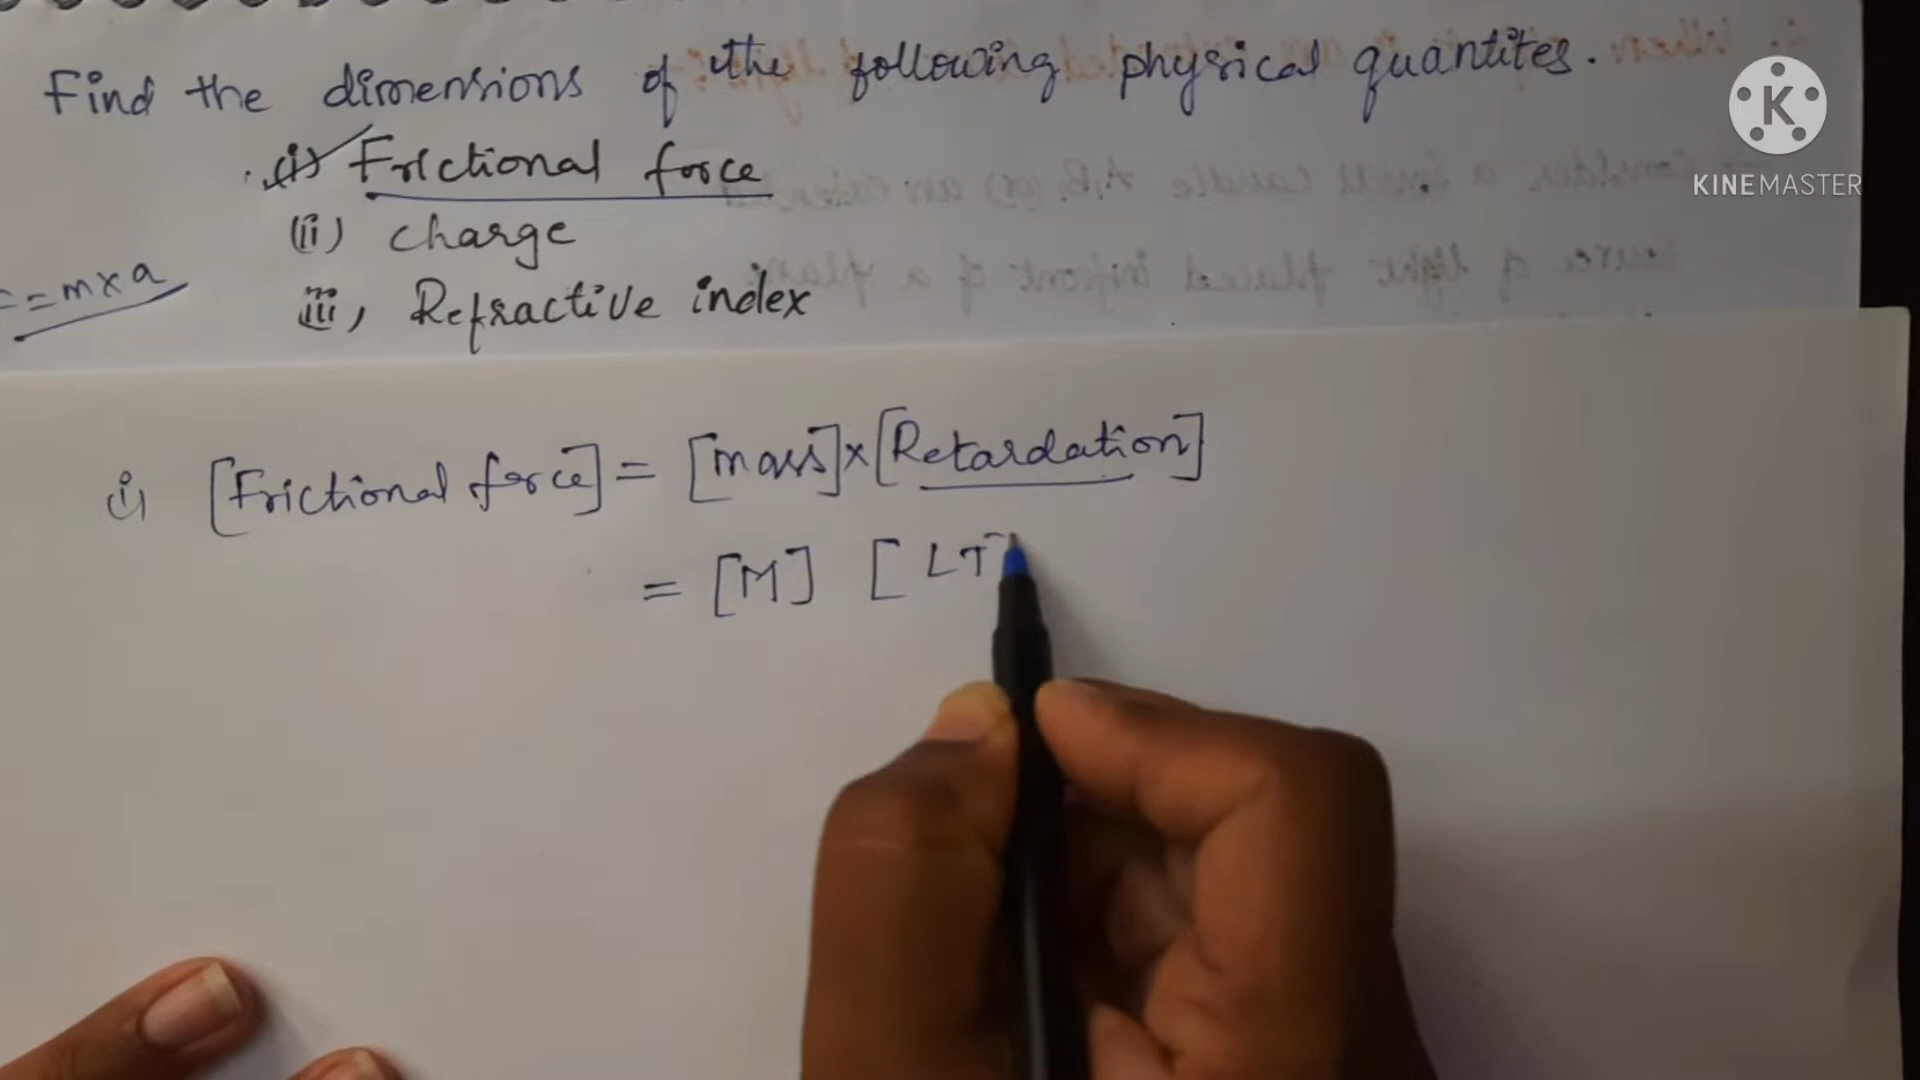 Find the dimensions of the following physical quantites.
(i) Frictional force
(ii) charge
= m x a
iii, Refractive index
K
KINEMASTER
i) [Frictional force] = [mass] x [Retardation]
= [M] [ LT⁻